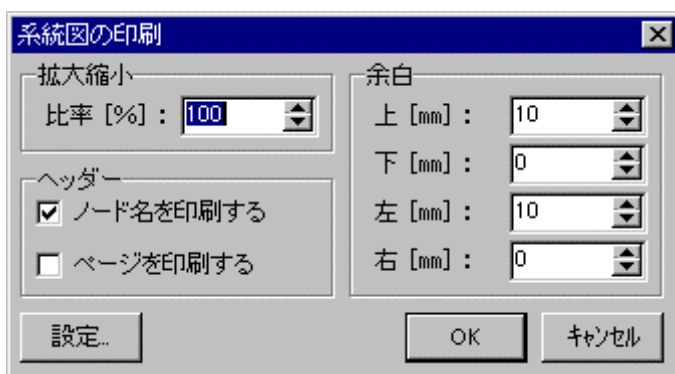 系統図の印刷
拡大縮小
比率 [%] : 100
ヘッダー
ノード名を印刷する
ページを印刷する
余白
上 [mm] : 10
下 [mm] : 0
左 [mm] : 10
右 [mm] : 0
設定...
OK
ｷｬﾝｾﾙ